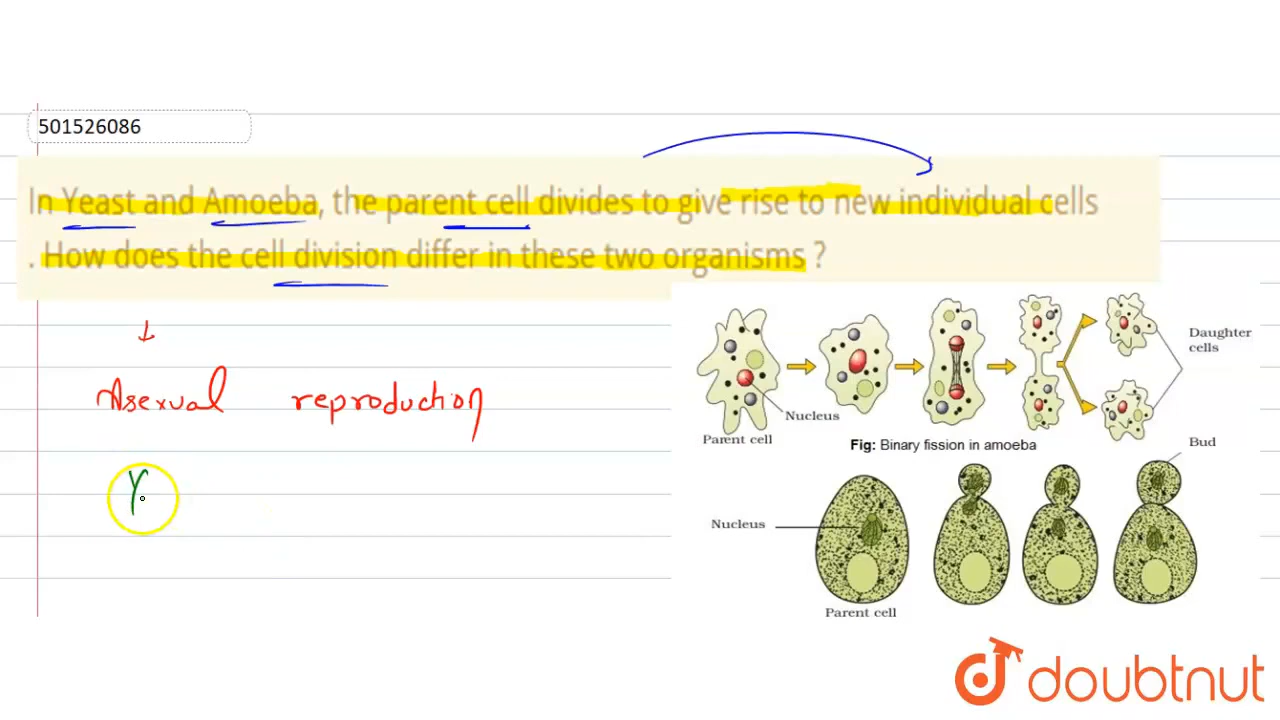 501526086
In Yeast and Amoeba, the parent cell divides to give rise to new individual cells
. How does the cell division differ in these two organisms ?
Asexual reproduction
Y
Nucleus
Parent cell
Daughter
cells
Fig: Binary fission in amoeba
Bud
Nucleus
Parent cell
doubtnut